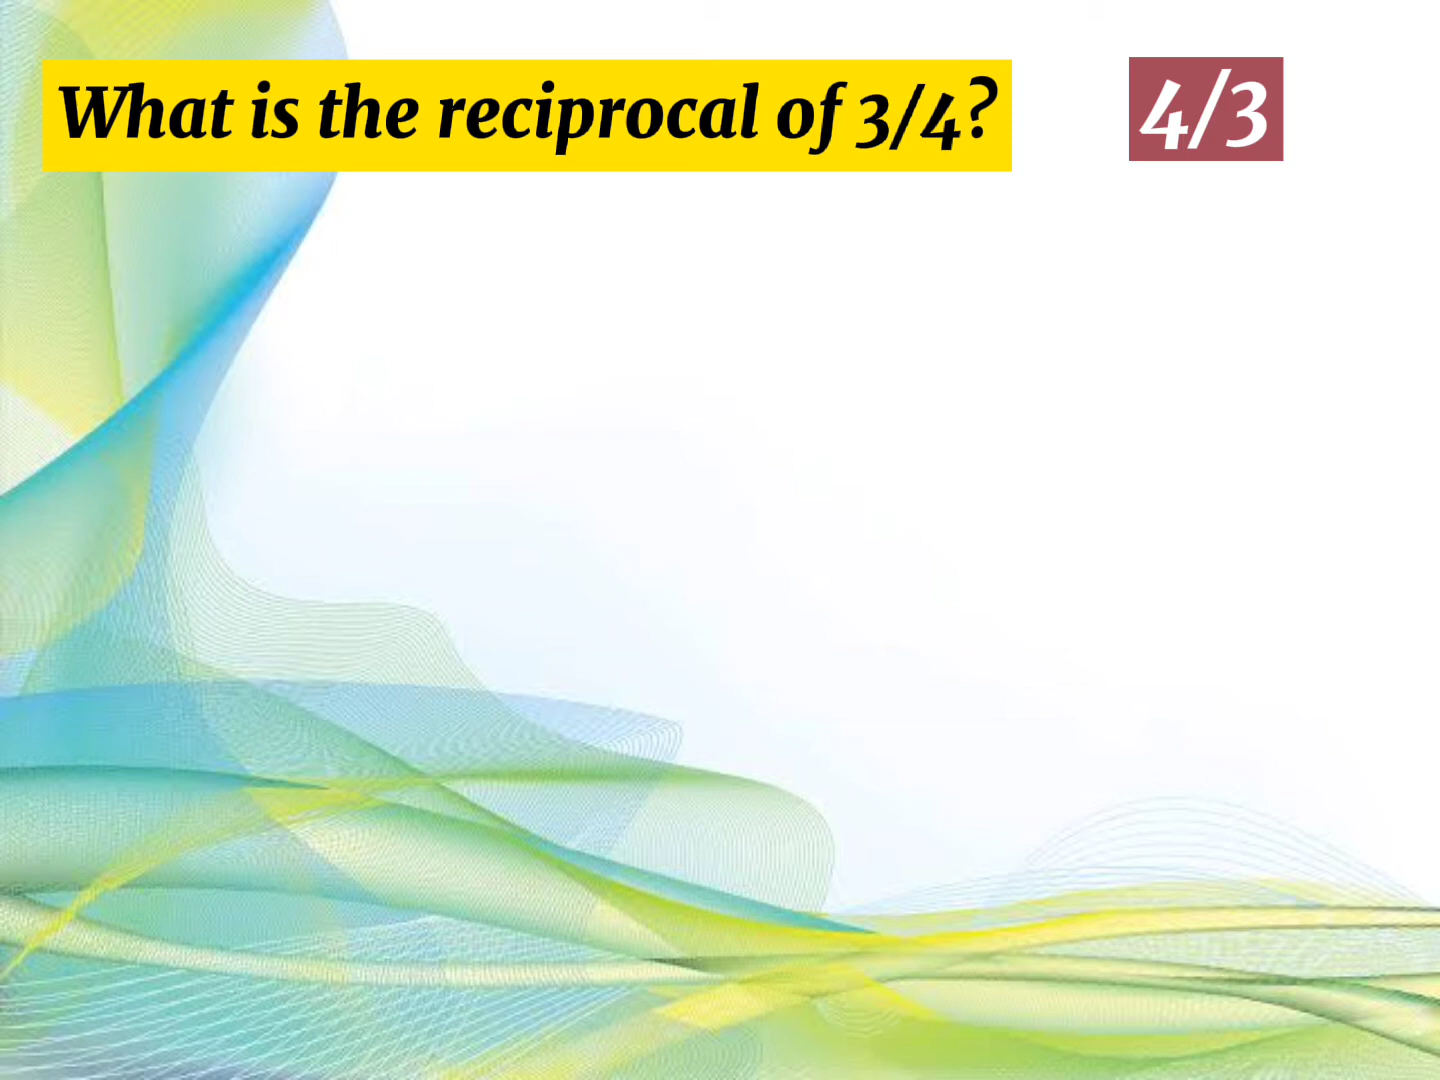 What is the reciprocal of 3/4?
4/3